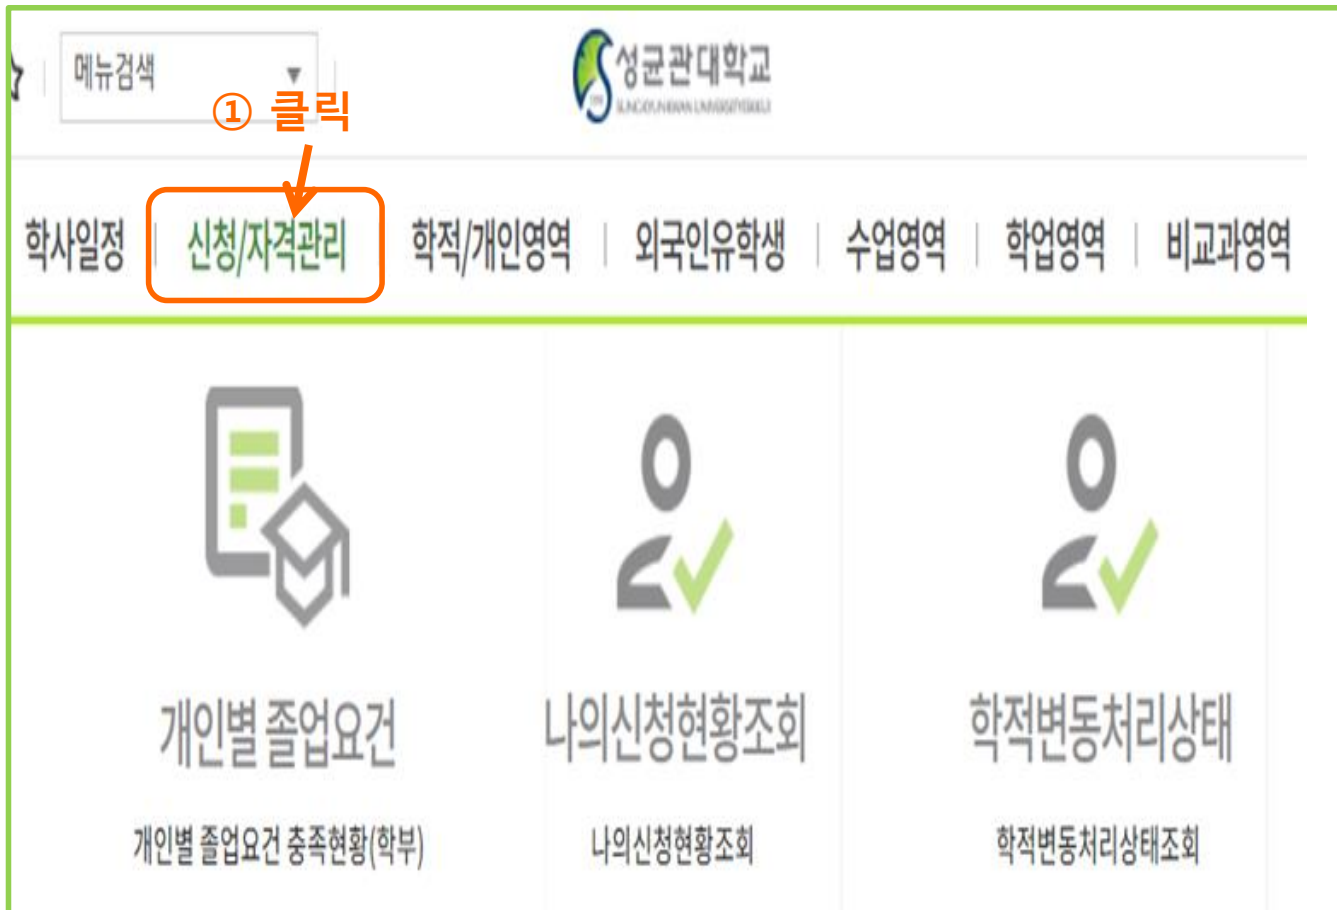 메뉴검색 ▼
성균관대학교
① 클릭
학사일정 | 신청/자격관리 | 학적/개인영역 | 외국인유학생 | 수업영역 | 학업영역 | 비교과영역
개인별 졸업요건 나의신청현황조회 학적변동처리상태
개인별 졸업요건 충족현황(학부) 나의신청현황조회 학적변동처리상태조회